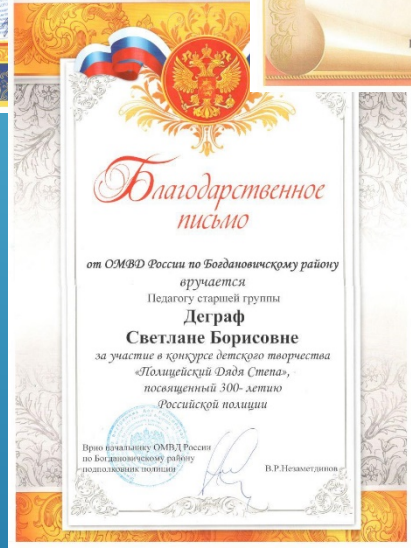 Благодарственное
письмо
от ОМВД России по Богдановичскому району
вручается
Педагогу старшей группы
Деграф
Светлане Борисовне
за участие в конкурсе детского творчества
«Полицейский Дядя Степа»,
посвященный 300- летию
Российской полиции
Врио начальнику ОМВД России
по Богдановичскому району
подполковник полиции В.Р.Незаметдинов